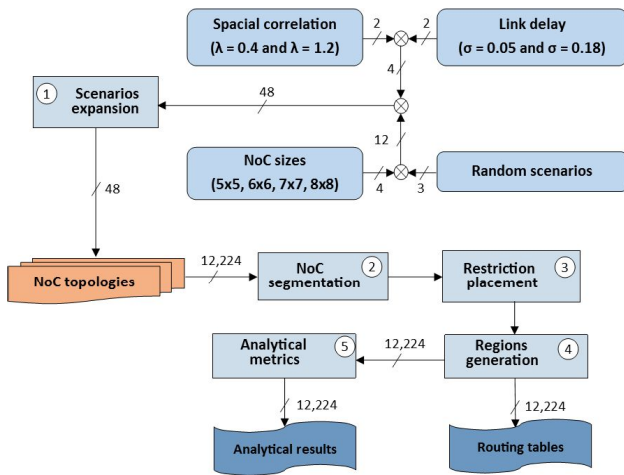 Spacial correlation
(λ = 0.4 and λ = 1.2)
2
2
Link delay
(σ = 0.05 and σ = 0.18)
4
1
Scenarios
expansion
48
12
NoC sizes
(5x5, 6x6, 7x7, 8x8)
4
3
Random scenarios
48
NoC topologies
12,224
NoC
segmentation
2
Restriction
placement
3
Analytical
metrics
5
12,224
Regions
generation
4
12,224
12,224
Analytical results
Routing tables